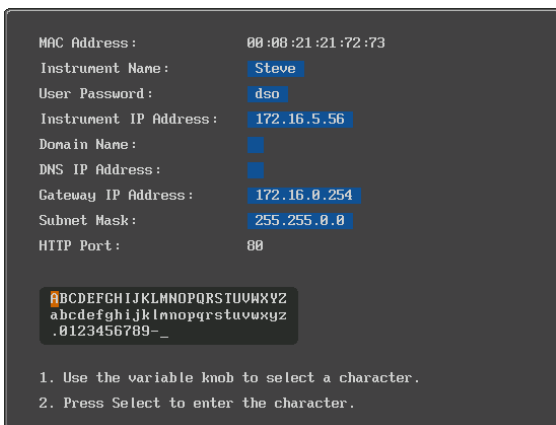 MAC Address: 00:08:21:21:72:73
Instrument Name: Steve
User Password: dso
Instrument IP Address: 172.16.5.56
Domain Name:
DNS IP Address:
Gateway IP Address: 172.16.0.254
Subnet Mask: 255.255.0.0
HTTP Port: 80
ABCDEFGHIJKLMNOPQRSTUVWXYZ
abcdefghijklmnopqrstuvwxyz
.0123456789-_
1. Use the variable knob to select a character.
2. Press Select to enter the character.